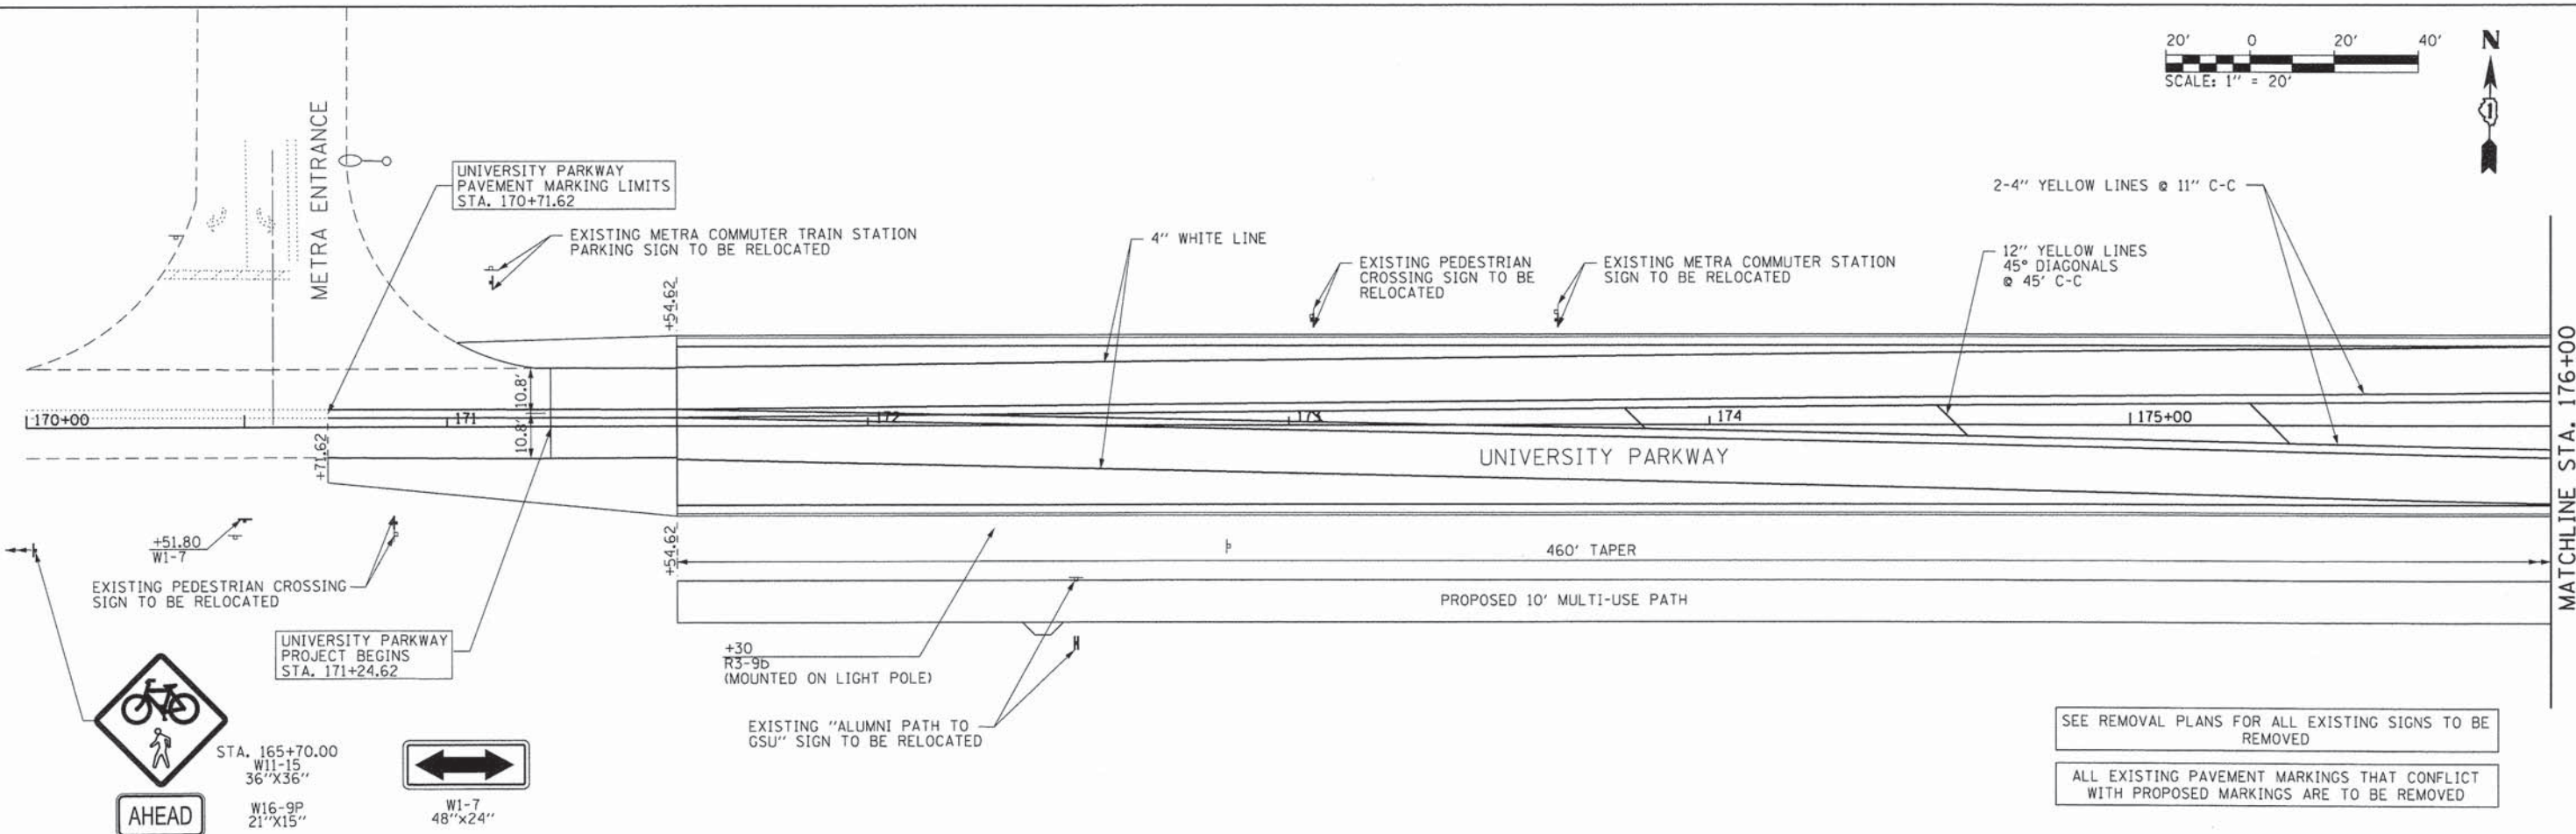 20' 0 20' 40'
SCALE: 1" = 20'
N
1
METRA ENTRANCE
UNIVERSITY PARKWAY
PAVEMENT MARKING LIMITS
STA. 170+71.62
EXISTING METRA COMMUTER TRAIN STATION
PARKING SIGN TO BE RELOCATED
4" WHITE LINE
EXISTING PEDESTRIAN
CROSSING SIGN TO BE
RELOCATED
EXISTING METRA COMMUTER STATION
SIGN TO BE RELOCATED
2-4" YELLOW LINES @ 11" C-C
12" YELLOW LINES
45° DIAGONALS
@ 45' C-C
+54.62
10.8'
10.8'
170+00
171
172
173
174
175+00
MATCHLINE STA. 176+00
UNIVERSITY PARKWAY
+71.62
+54.62
460' TAPER
PROPOSED 10' MULTI-USE PATH
+51.80
W1-7
EXISTING PEDESTRIAN CROSSING
SIGN TO BE RELOCATED
UNIVERSITY PARKWAY
PROJECT BEGINS
STA. 171+24.62
+30
R3-9b
(MOUNTED ON LIGHT POLE)
EXISTING "ALUMNI PATH TO
GSU" SIGN TO BE RELOCATED
STA. 165+70.00
W11-15
36"X36"
AHEAD
W16-9P
21"X15"
W1-7
48"x24"
SEE REMOVAL PLANS FOR ALL EXISTING SIGNS TO BE
REMOVED
ALL EXISTING PAVEMENT MARKINGS THAT CONFLICT
WITH PROPOSED MARKINGS ARE TO BE REMOVED